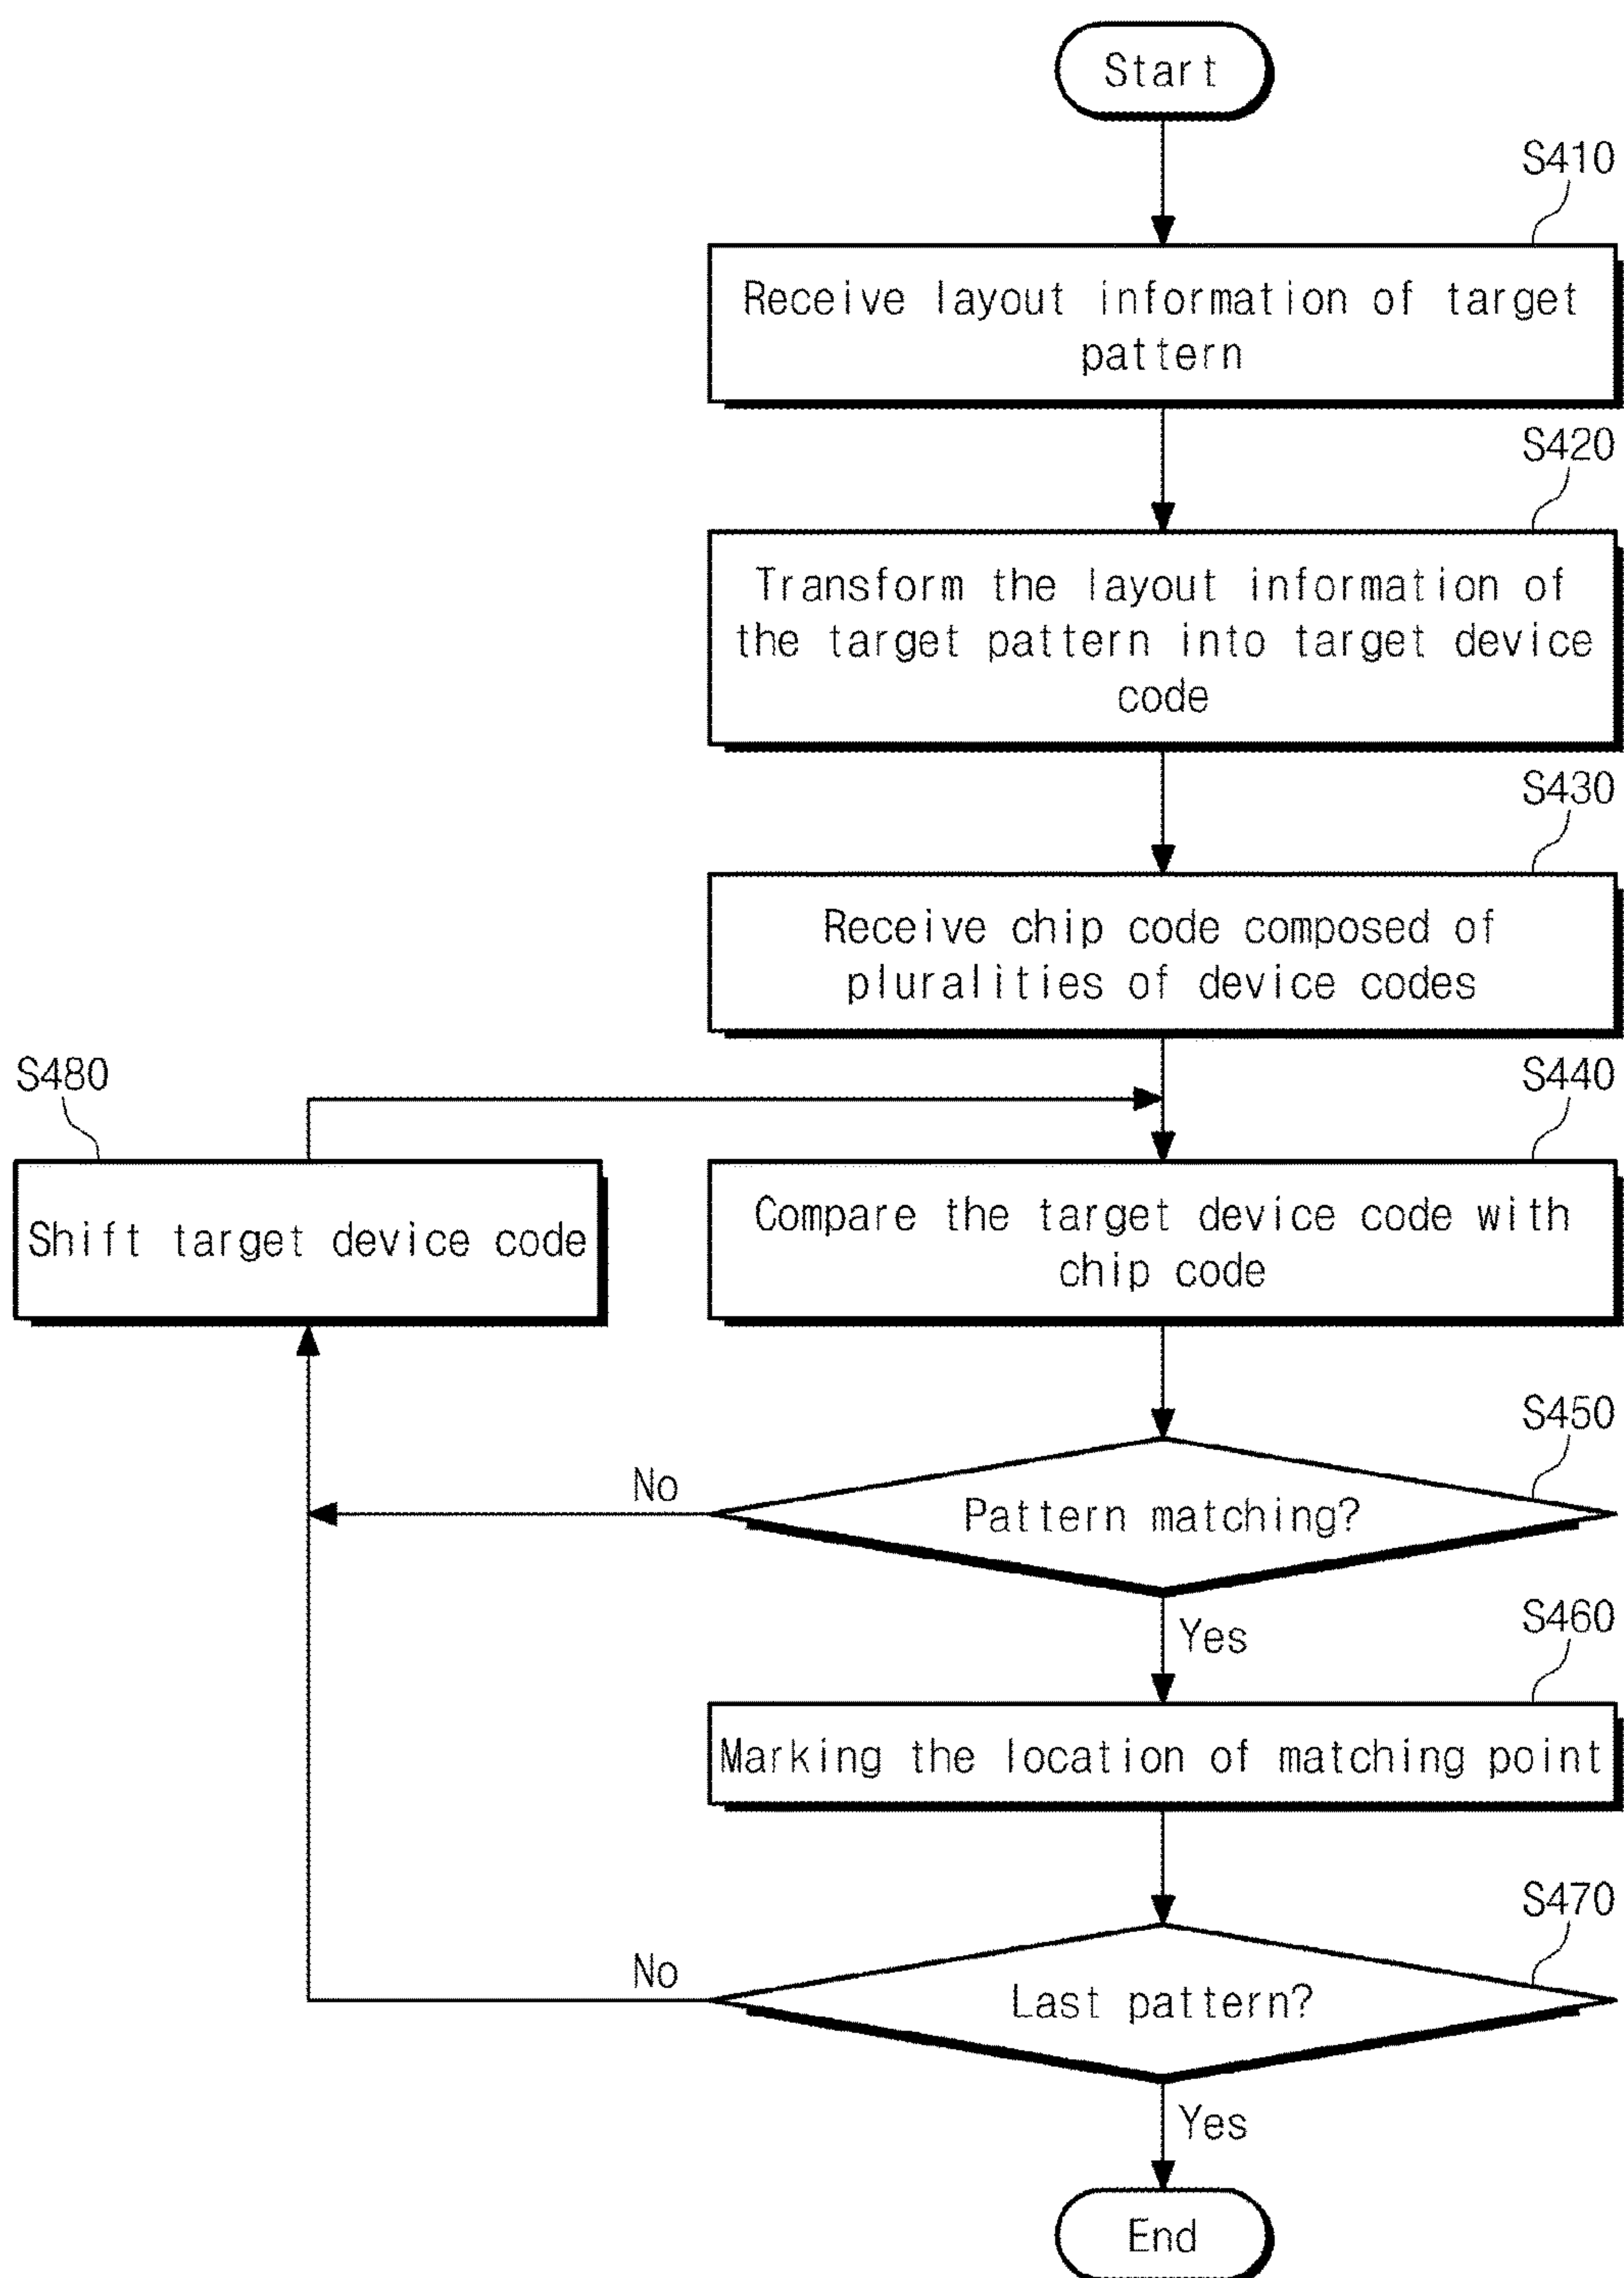 Start
S410
Receive layout information of target
pattern
S420
Transform the layout information of
the target pattern into target device
code
S430
Receive chip code composed of
pluralities of device codes
S480
S440
Shift target device code
Compare the target device code with
chip code
S450
No
Pattern matching?
Yes
S460
Marking the location of matching point
S470
No
Last pattern?
Yes
End